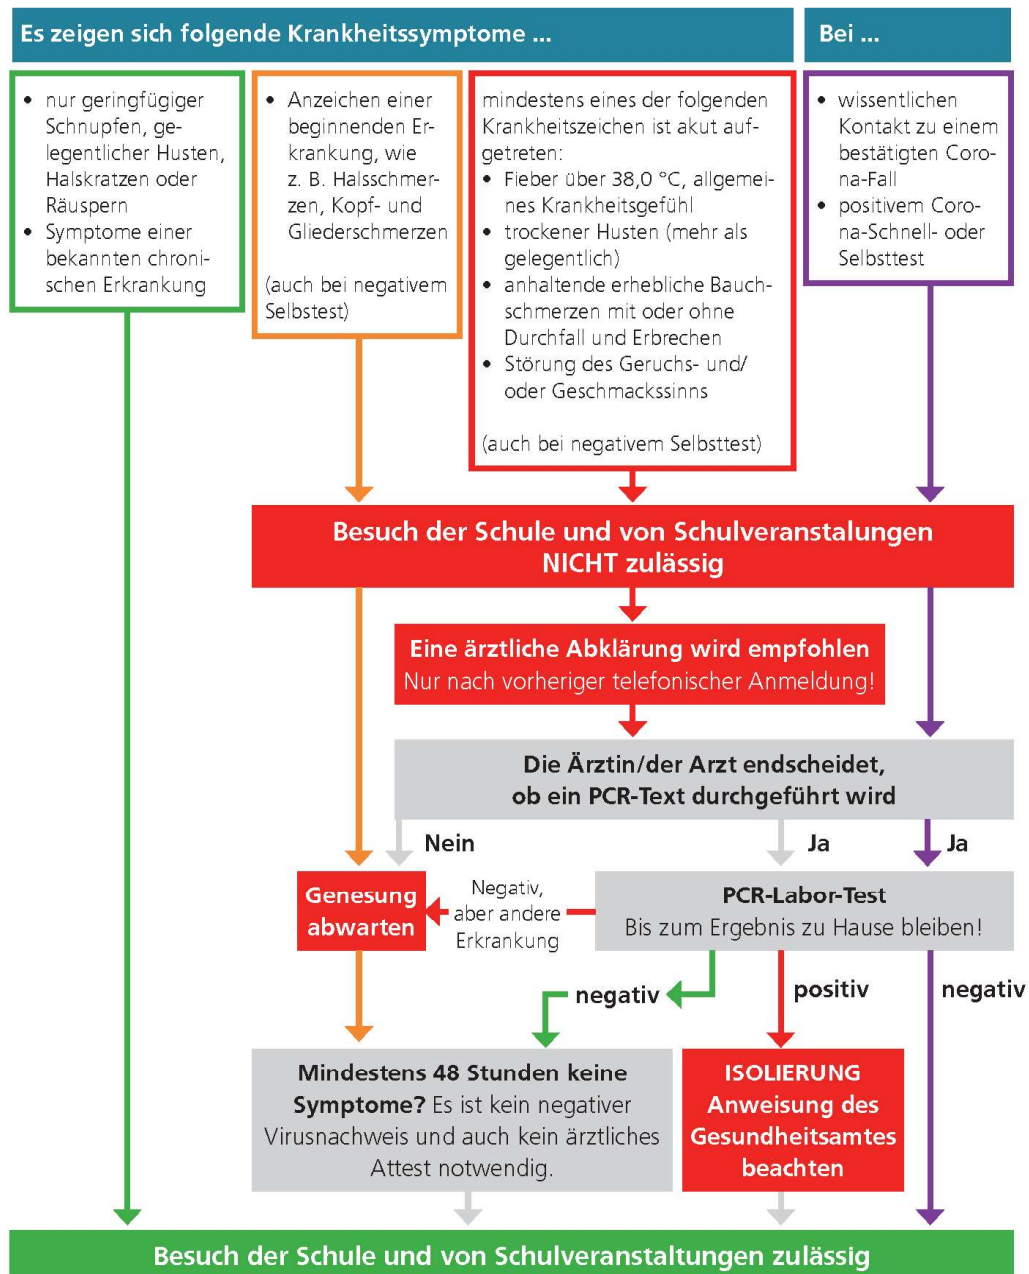 Es zeigen sich folgende Krankheitssymptome ...
Bei ...
• nur geringfügiger
Schnupfen, ge-
legentlicher Husten,
Halskratzen oder
Räuspern
• Symptome einer
bekannten chroni-
schen Erkrankung
• Anzeichen einer
beginnenden Er-
krankung, wie
z. B. Halsschmer-
zen, Kopf- und
Gliederschmerzen
(auch bei negativem
Selbstest)
mindestens eines der folgenden
Krankheitszeichen ist akut auf-
getreten:
• Fieber über 38,0 °C, allgemei-
nes Krankheitsgefühl
• trockener Husten (mehr als
gelegentlich)
• anhaltende erhebliche Bauch-
schmerzen mit oder ohne
Durchfall und Erbrechen
• Störung des Geruchs- und/
oder Geschmackssinns
(auch bei negativem Selbsttest)
• wissentlichen
Kontakt zu einem
bestätigten Coro-
na-Fall
• positivem Coro-
na-Schnell- oder
Selbsttest
Besuch der Schule und von Schulveranstalungen
NICHT zulässig
Eine ärztliche Abklärung wird empfohlen
Nur nach vorheriger telefonischer Anmeldung!
Die Ärztin/der Arzt endscheidet,
ob ein PCR-Text durchgeführt wird
Nein
Ja
Ja
Genesung
abwarten
Negativ,
aber andere
Erkrankung
PCR-Labor-Test
Bis zum Ergebnis zu Hause bleiben!
negativ
positiv
negativ
Mindestens 48 Stunden keine
Symptome? Es ist kein negativer
Virusnachweis und auch kein ärztliches
Attest notwendig.
ISOLIERUNG
Anweisung des
Gesundheitsamtes
beachten
Besuch der Schule und von Schulveranstaltungen zulässig